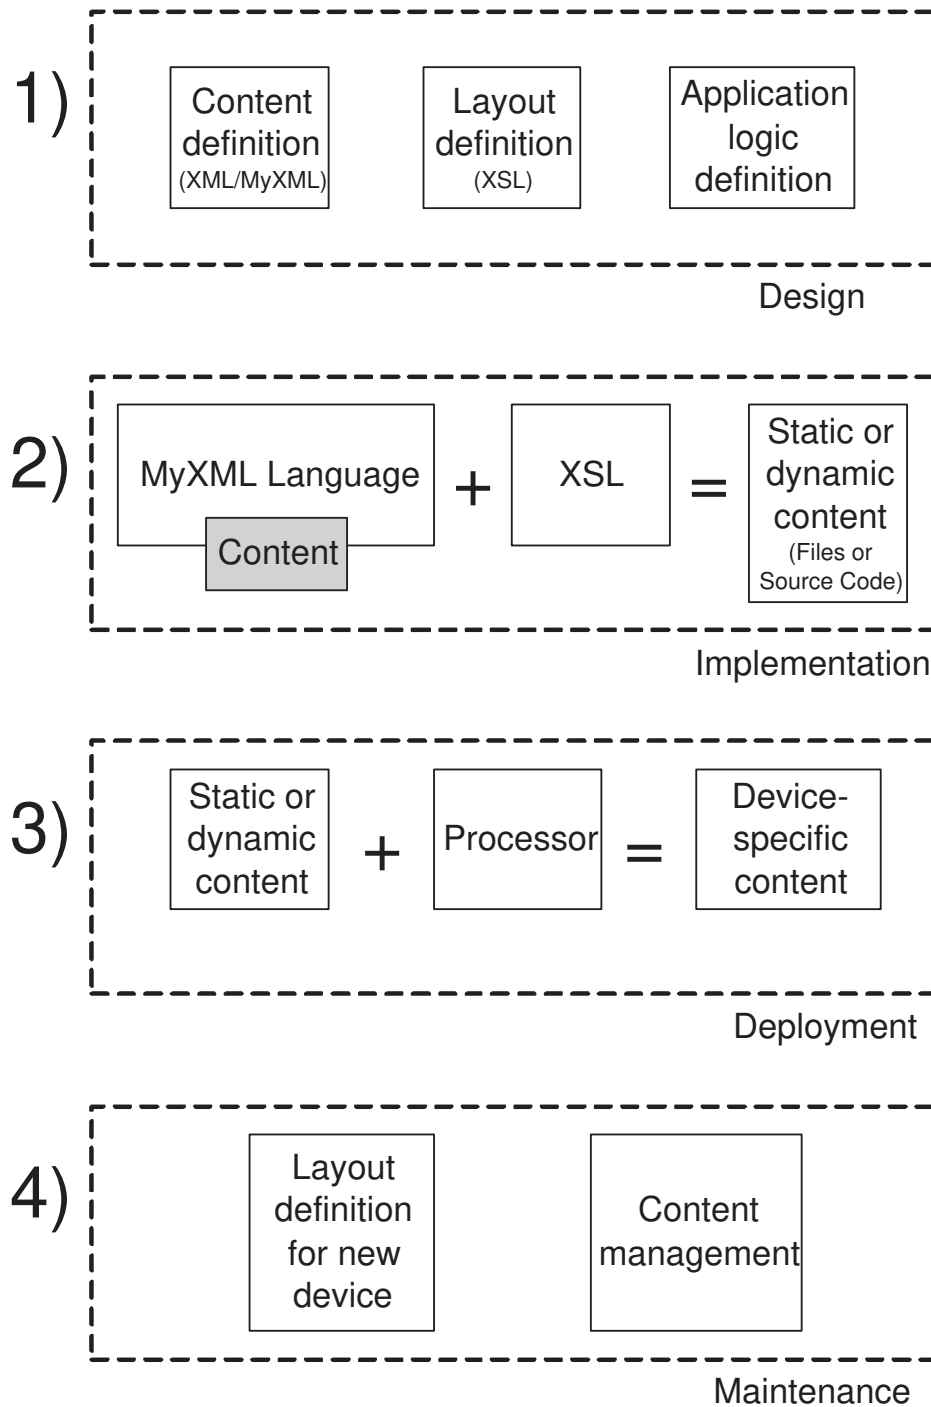 1)
Content
definition
(XML/MyXML)
Layout
definition
(XSL)
Application
logic
definition
Design
2)
MyXML Language
Content
+
XSL
=
Static or
dynamic
content
(Files or
Source Code)
Implementation
3)
Static or
dynamic
content
+
Processor
=
Device-
specific
content
Deployment
4)
Layout
definition
for new
device
Content
management
Maintenance